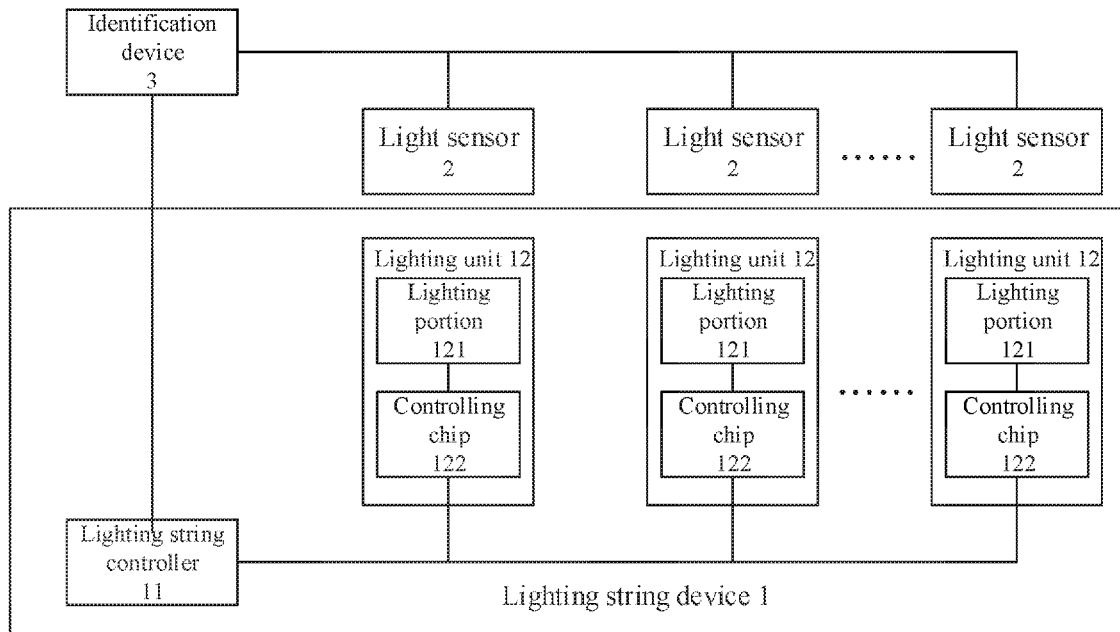 Identification
device
3
Light sensor
2
Light sensor
2
......
Light sensor
2
Lighting unit 12
Lighting
portion
121
Controlling
chip
122
Lighting unit 12
Lighting
portion
121
Controlling
chip
122
......
Lighting unit 12
Lighting
portion
121
Controlling
chip
122
Lighting string
controller
11
Lighting string device 1